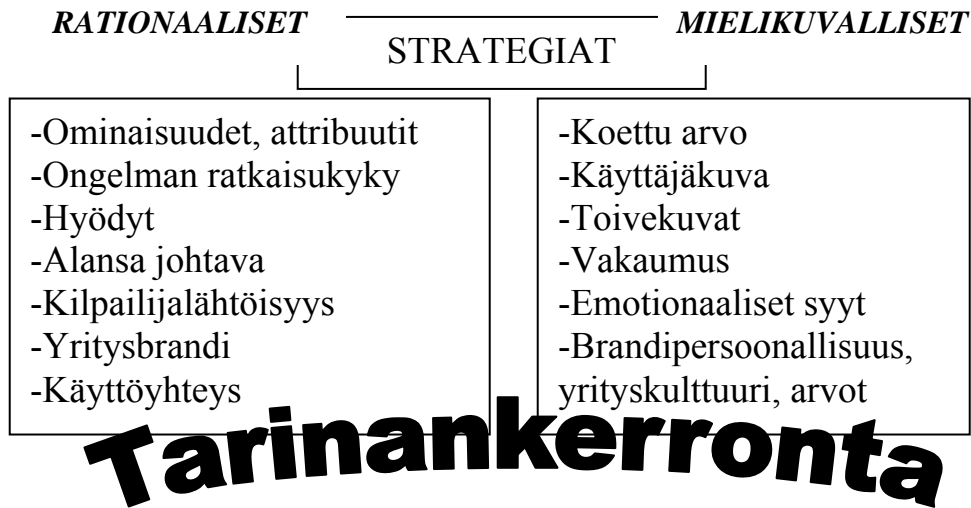 RATIONAALISET
MIELIKUVALLISET
STRATEGIAT
-Ominaisuudet, attribuutit
-Ongelman ratkaisukyky
-Hyödyt
-Alansa johtava
-Kilpailijalähtöisyys
-Yritysbrandi
-Käyttöyhteys
-Koettu arvo
-Käyttäjäkuva
-Toivekuvat
-Vakaumus
-Emotionaaliset syyt
-Brandipersoonallisuus,
yrityskulttuuri, arvot
Tarinankerronta